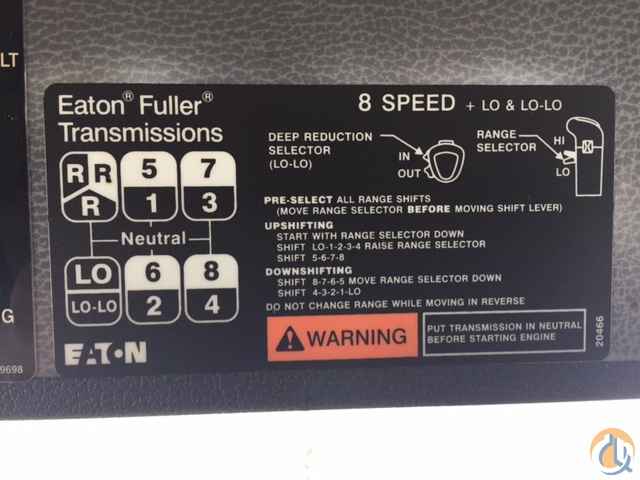 LT
Eaton® Fuller®
Transmissions
8 SPEED + LO & LO-LO
R R 5 7
R 1 3
Neutral
LO 6 8
LO-LO 2 4
EATON
DEEP REDUCTION
SELECTOR
(LO-LO)
IN
OUT
RANGE
SELECTOR
HI
LO
PRE-SELECT ALL RANGE SHIFTS
(MOVE RANGE SELECTOR BEFORE MOVING SHIFT LEVER)
UPSHIFTING
START WITH RANGE SELECTOR DOWN
SHIFT LO-1-2-3-4 RAISE RANGE SELECTOR
SHIFT 5-6-7-8
DOWNSHIFTING
SHIFT 8-7-6-5 MOVE RANGE SELECTOR DOWN
SHIFT 4-3-2-1-LO
DO NOT CHANGE RANGE WHILE MOVING IN REVERSE
WARNING
PUT TRANSMISSION IN NEUTRAL
BEFORE STARTING ENGINE
20466
G
9698